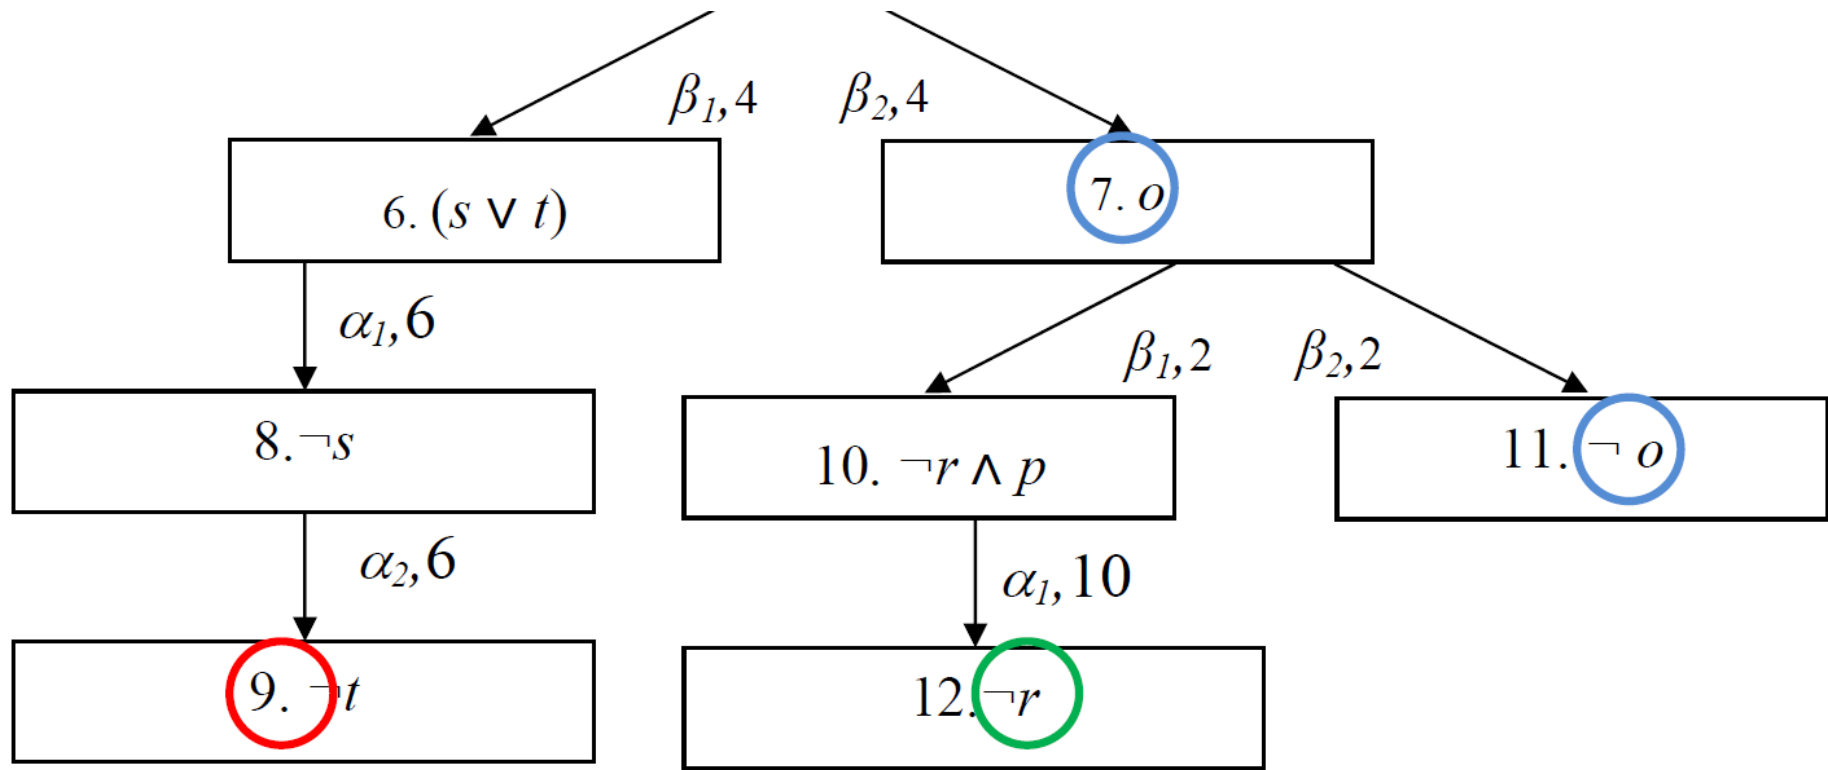 β₁,4 β₂,4
6. (s ∨ t)
7. o
α₁,6
β₁,2 β₂,2
8.¬s
10. ¬r ∧ p
11. ¬ o
α₂,6
α₁,10
9. ¬t
12.¬r